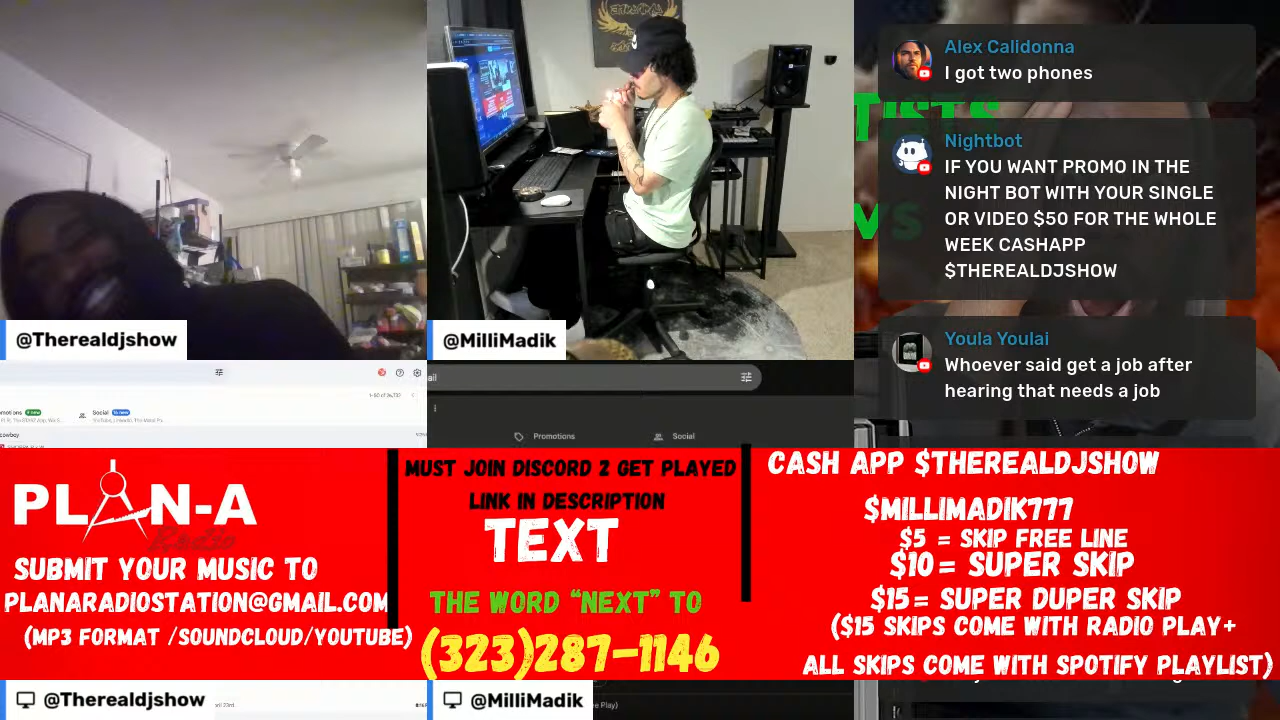 Alex Calidonna
I got two phones
TISTS
Nightbot
IF YOU WANT PROMO IN THE
NIGHT BOT WITH YOUR SINGLE
OR VIDEO $50 FOR THE WHOLE
WEEK CASHAPP
$THEREALDJSHOW
Youla Youlai
Whoever said get a job after
hearing that needs a job
@Therealdjshow
@MilliMadik
Social
Promotions
Social
PLAN-A
Radio
SUBMIT YOUR MUSIC TO
PLANARADIOSTATION@GMAIL.COM
(MP3 FORMAT /SOUNDCLOUD/YOUTUBE)
MUST JOIN DISCORD 2 GET PLAYED
LINK IN DESCRIPTION
TEXT
THE WORD “NEXT” TO
(323)287-1146
CASH APP $THEREALDJSHOW
$MILLIMADIK777
$5 = SKIP FREE LINE
$10 = SUPER SKIP
$15 = SUPER DUPER SKIP
($15 SKIPS COME WITH RADIO PLAY+
ALL SKIPS COME WITH SPOTIFY PLAYLIST)
@Therealdjshow
@MilliMadik